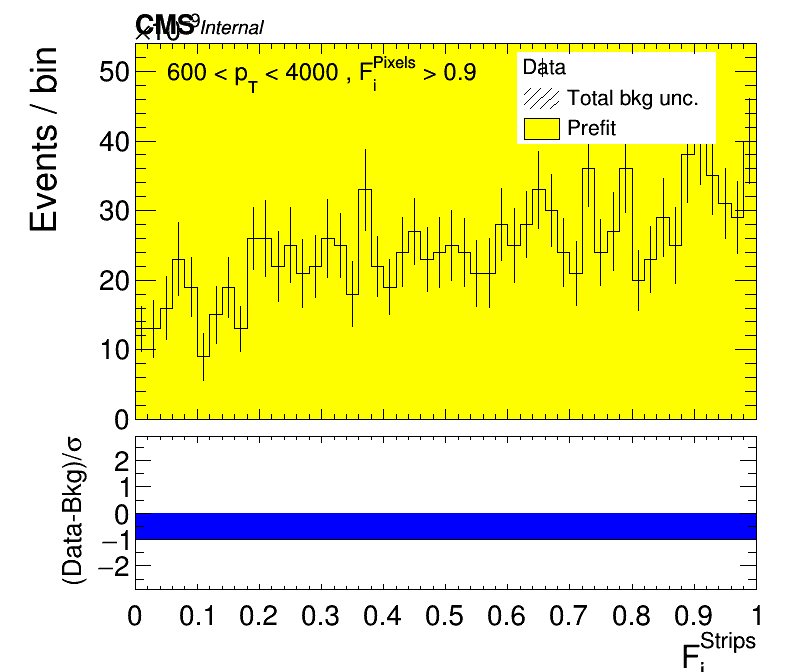 CMS Internal
×10⁹
Events / bin
600 < p_T < 4000 , F_i^Pixels > 0.9
Data
Total bkg unc.
Prefit
50
40
30
20
10
0
(Data-Bkg)/σ
2
1
0
−1
−2
0 0.1 0.2 0.3 0.4 0.5 0.6 0.7 0.8 0.9 1
F_i^Strips